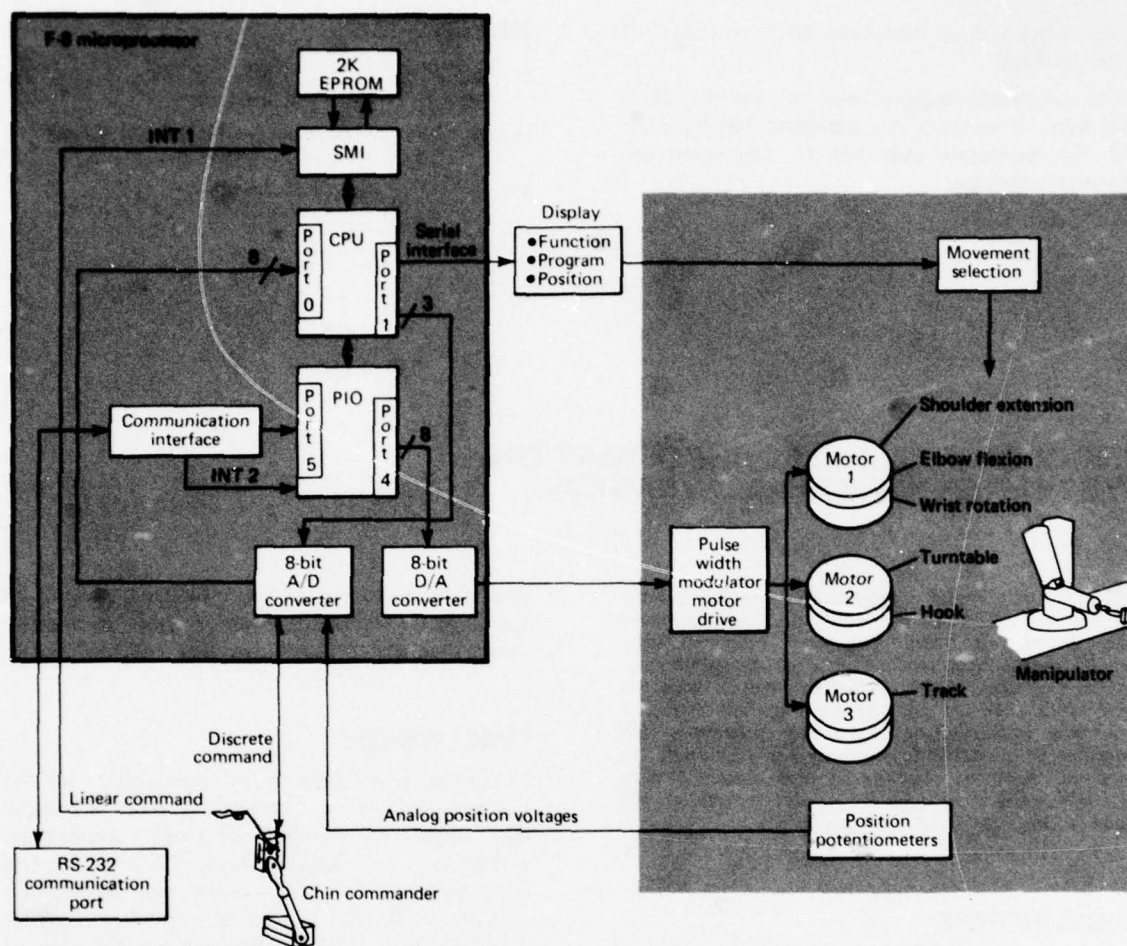 F-8 microprocessor
2K
EPROM
INT 1
SMI
8
Port 0
CPU
Port 1
Serial
interface
3
Display
● Function
● Program
● Position
Movement
selection
Communication
interface
INT 2
Port 5
PIO
Port 4
8
8-bit
A/D
converter
8-bit
D/A
converter
Pulse
width
modulator
motor
drive
Motor
1
Shoulder extension
Elbow flexion
Wrist rotation
Motor
2
Turntable
Hook
Motor
3
Track
Manipulator
Discrete
command
Linear command
Analog position voltages
Position
potentiometers
RS-232
communication
port
Chin commander